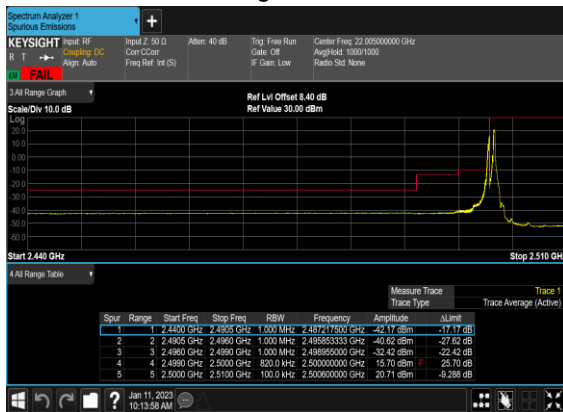 Spectrum Analyzer 1
Spurious Emissions
KEYSIGHT Input: RF Input Z: 50 Ω Atten: 40 dB Trig: Free Run Center Freq: 22.005000000 GHz
R T Coupling: DC Corr CCorr Gate: Off Avg|Hold: 1000/1000
Align: Auto Freq Ref: Int (S) IF Gain: Low Radio Std: None
FAIL
3 All Range Graph
Ref Lvl Offset 8.40 dB
Scale/Div 10.0 dB Ref Value 30.00 dBm
Log
20.0
10.0
0.00
-10.0
-20.0
-30.0
-40.0
-50.0
-60.0
Start 2.440 GHz Stop 2.510 GHz
4 All Range Table
Measure Trace Trace 1
Trace Type Trace Average (Active)
Spur Range Start Freq Stop Freq RBW Frequency Amplitude ΔLimit
1 1 2.4400 GHz 2.4905 GHz 1.000 MHz 2.487217500 GHz -42.17 dBm -17.17 dB
2 2 2.4905 GHz 2.4960 GHz 1.000 MHz 2.495853333 GHz -40.62 dBm -27.62 dB
3 3 2.4960 GHz 2.4990 GHz 1.000 MHz 2.498955000 GHz -32.42 dBm -22.42 dB
4 4 2.4990 GHz 2.5000 GHz 820.0 kHz 2.500000000 GHz 15.70 dBm F 25.70 dB
5 5 2.5000 GHz 2.5100 GHz 100.0 kHz 2.500600000 GHz 20.71 dBm -9.288 dB
? Jan 11, 2023
10:13:58 AM